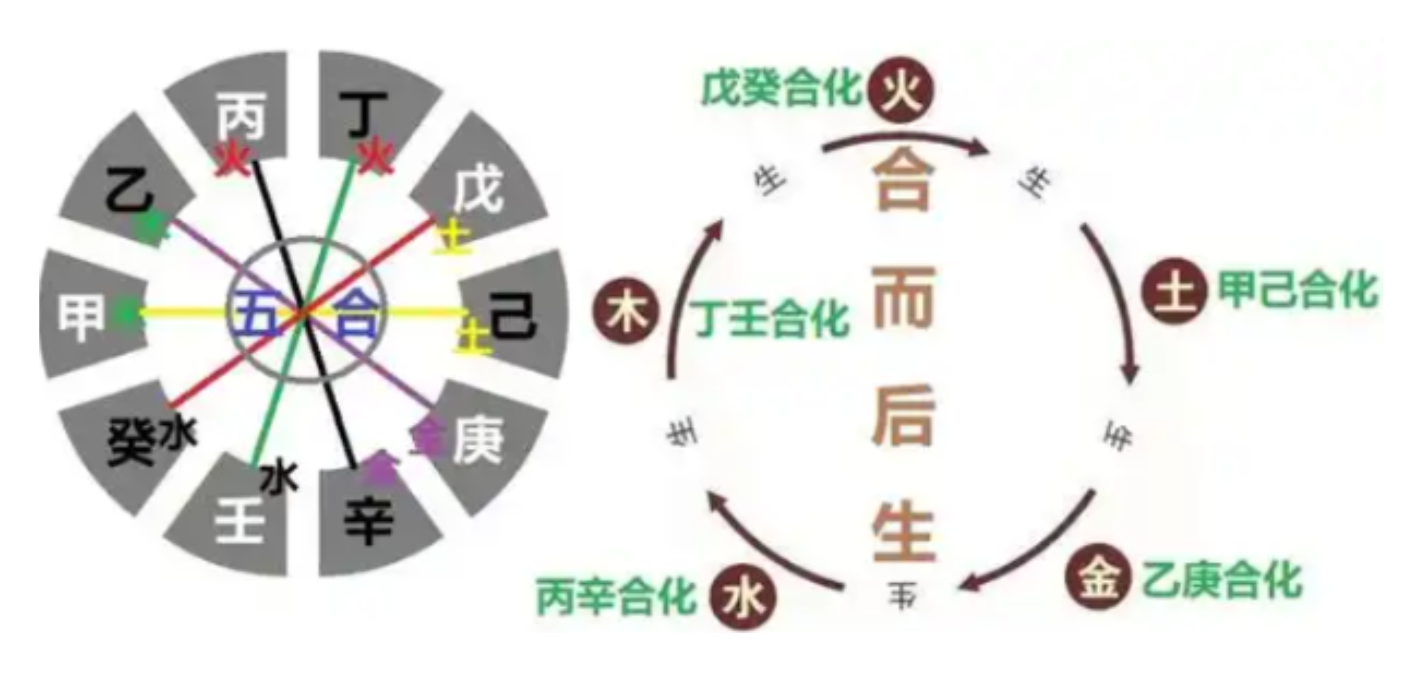 丙
火
丁
火
乙
木
戊
土
甲
木
五 合
己
土
癸 水
金 庚
水
金
壬
辛
戊癸合化 火
生
生
合
而
后
生
木
丁壬合化
土 甲己合化
生
生
丙辛合化 水
生
金 乙庚合化